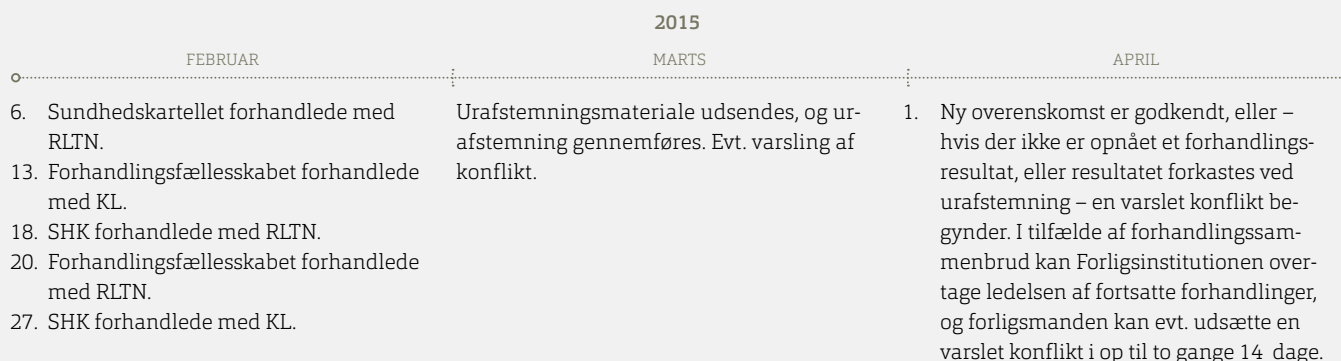 2015
FEBRUAR
MARTS
APRIL
6. Sundhedskartellet forhandlede med
RLTN.
13. Forhandlingsfællesskabet forhandlede
med KL.
18. SHK forhandlede med RLTN.
20. Forhandlingsfællesskabet forhandlede
med RLTN.
27. SHK forhandlede med KL.
Urafstemningsmateriale udsendes, og ur-
afstemning gennemføres. Evt. varsling af
konflikt.
1. Ny overenskomst er godkendt, eller –
hvis der ikke er opnået et forhandlings-
resultat, eller resultatet forkastes ved
urafstemning – en varslet konflikt be-
gynder. I tilfælde af forhandlingssam-
menbrud kan Forligsinstitutionen over-
tage ledelsen af fortsatte forhandlinger,
og forligsmanden kan evt. udsætte en
varslet konflikt i op til to gange 14 dage.